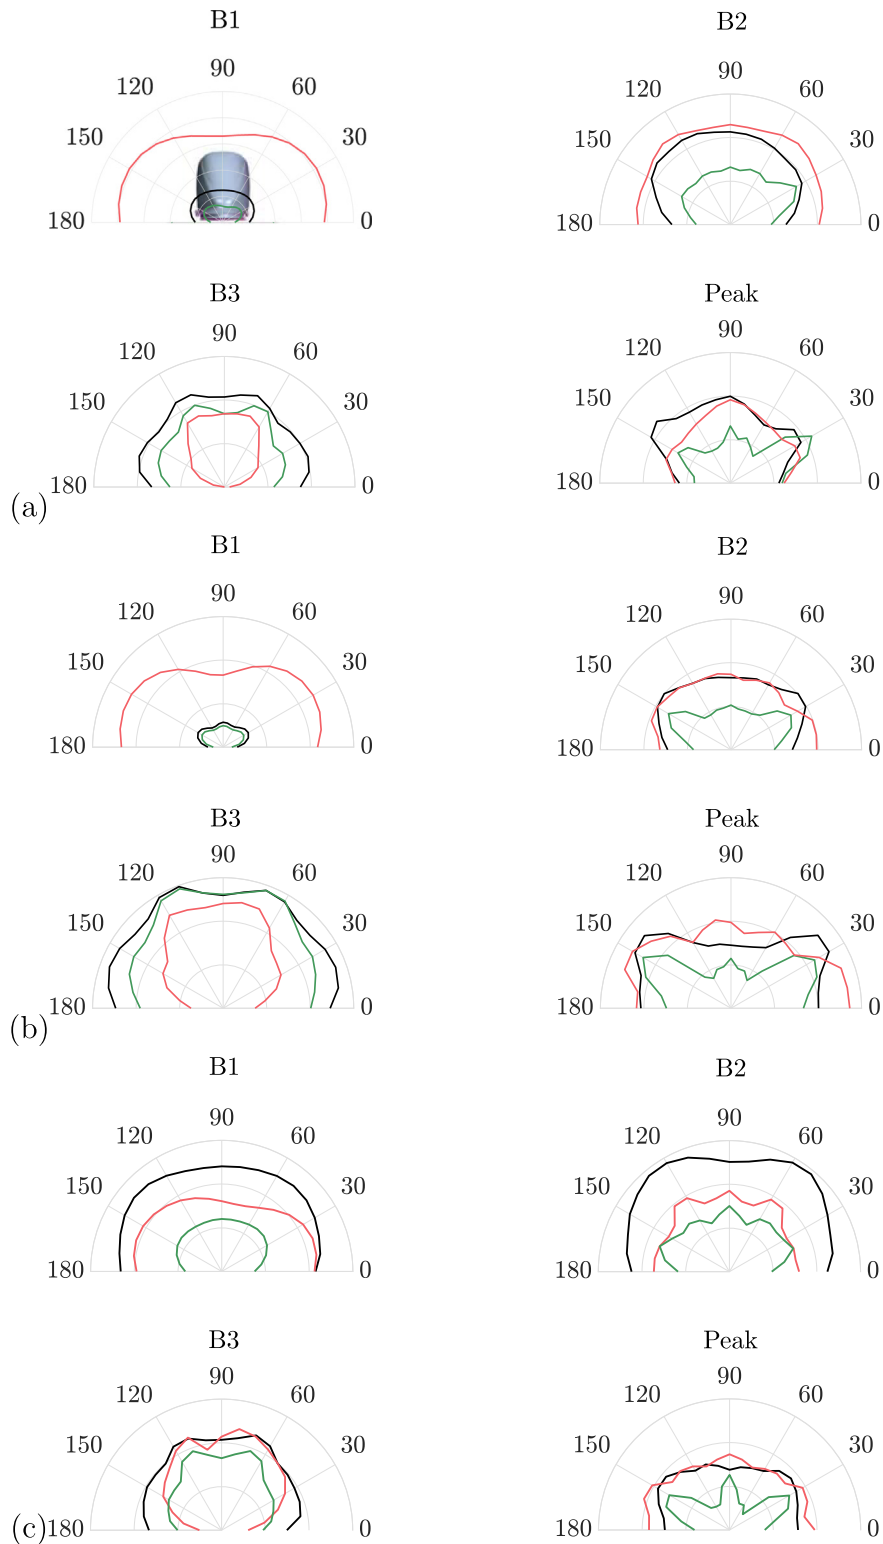 B1 B2
90 90
120 60 120 60
150 30 150 30
180 0 180 0
B3 Peak
90 90
120 60 120 60
150 30 150 30
(a) 180 0 180 0
B1 B2
90 90
120 60 120 60
150 30 150 30
180 0 180 0
B3 Peak
90 90
120 60 120 60
150 30 150 30
(b) 180 0 180 0
B1 B2
90 90
120 60 120 60
150 30 150 30
180 0 180 0
B3 Peak
90 90
120 60 120 60
150 30 150 30
(c) 180 0 180 0